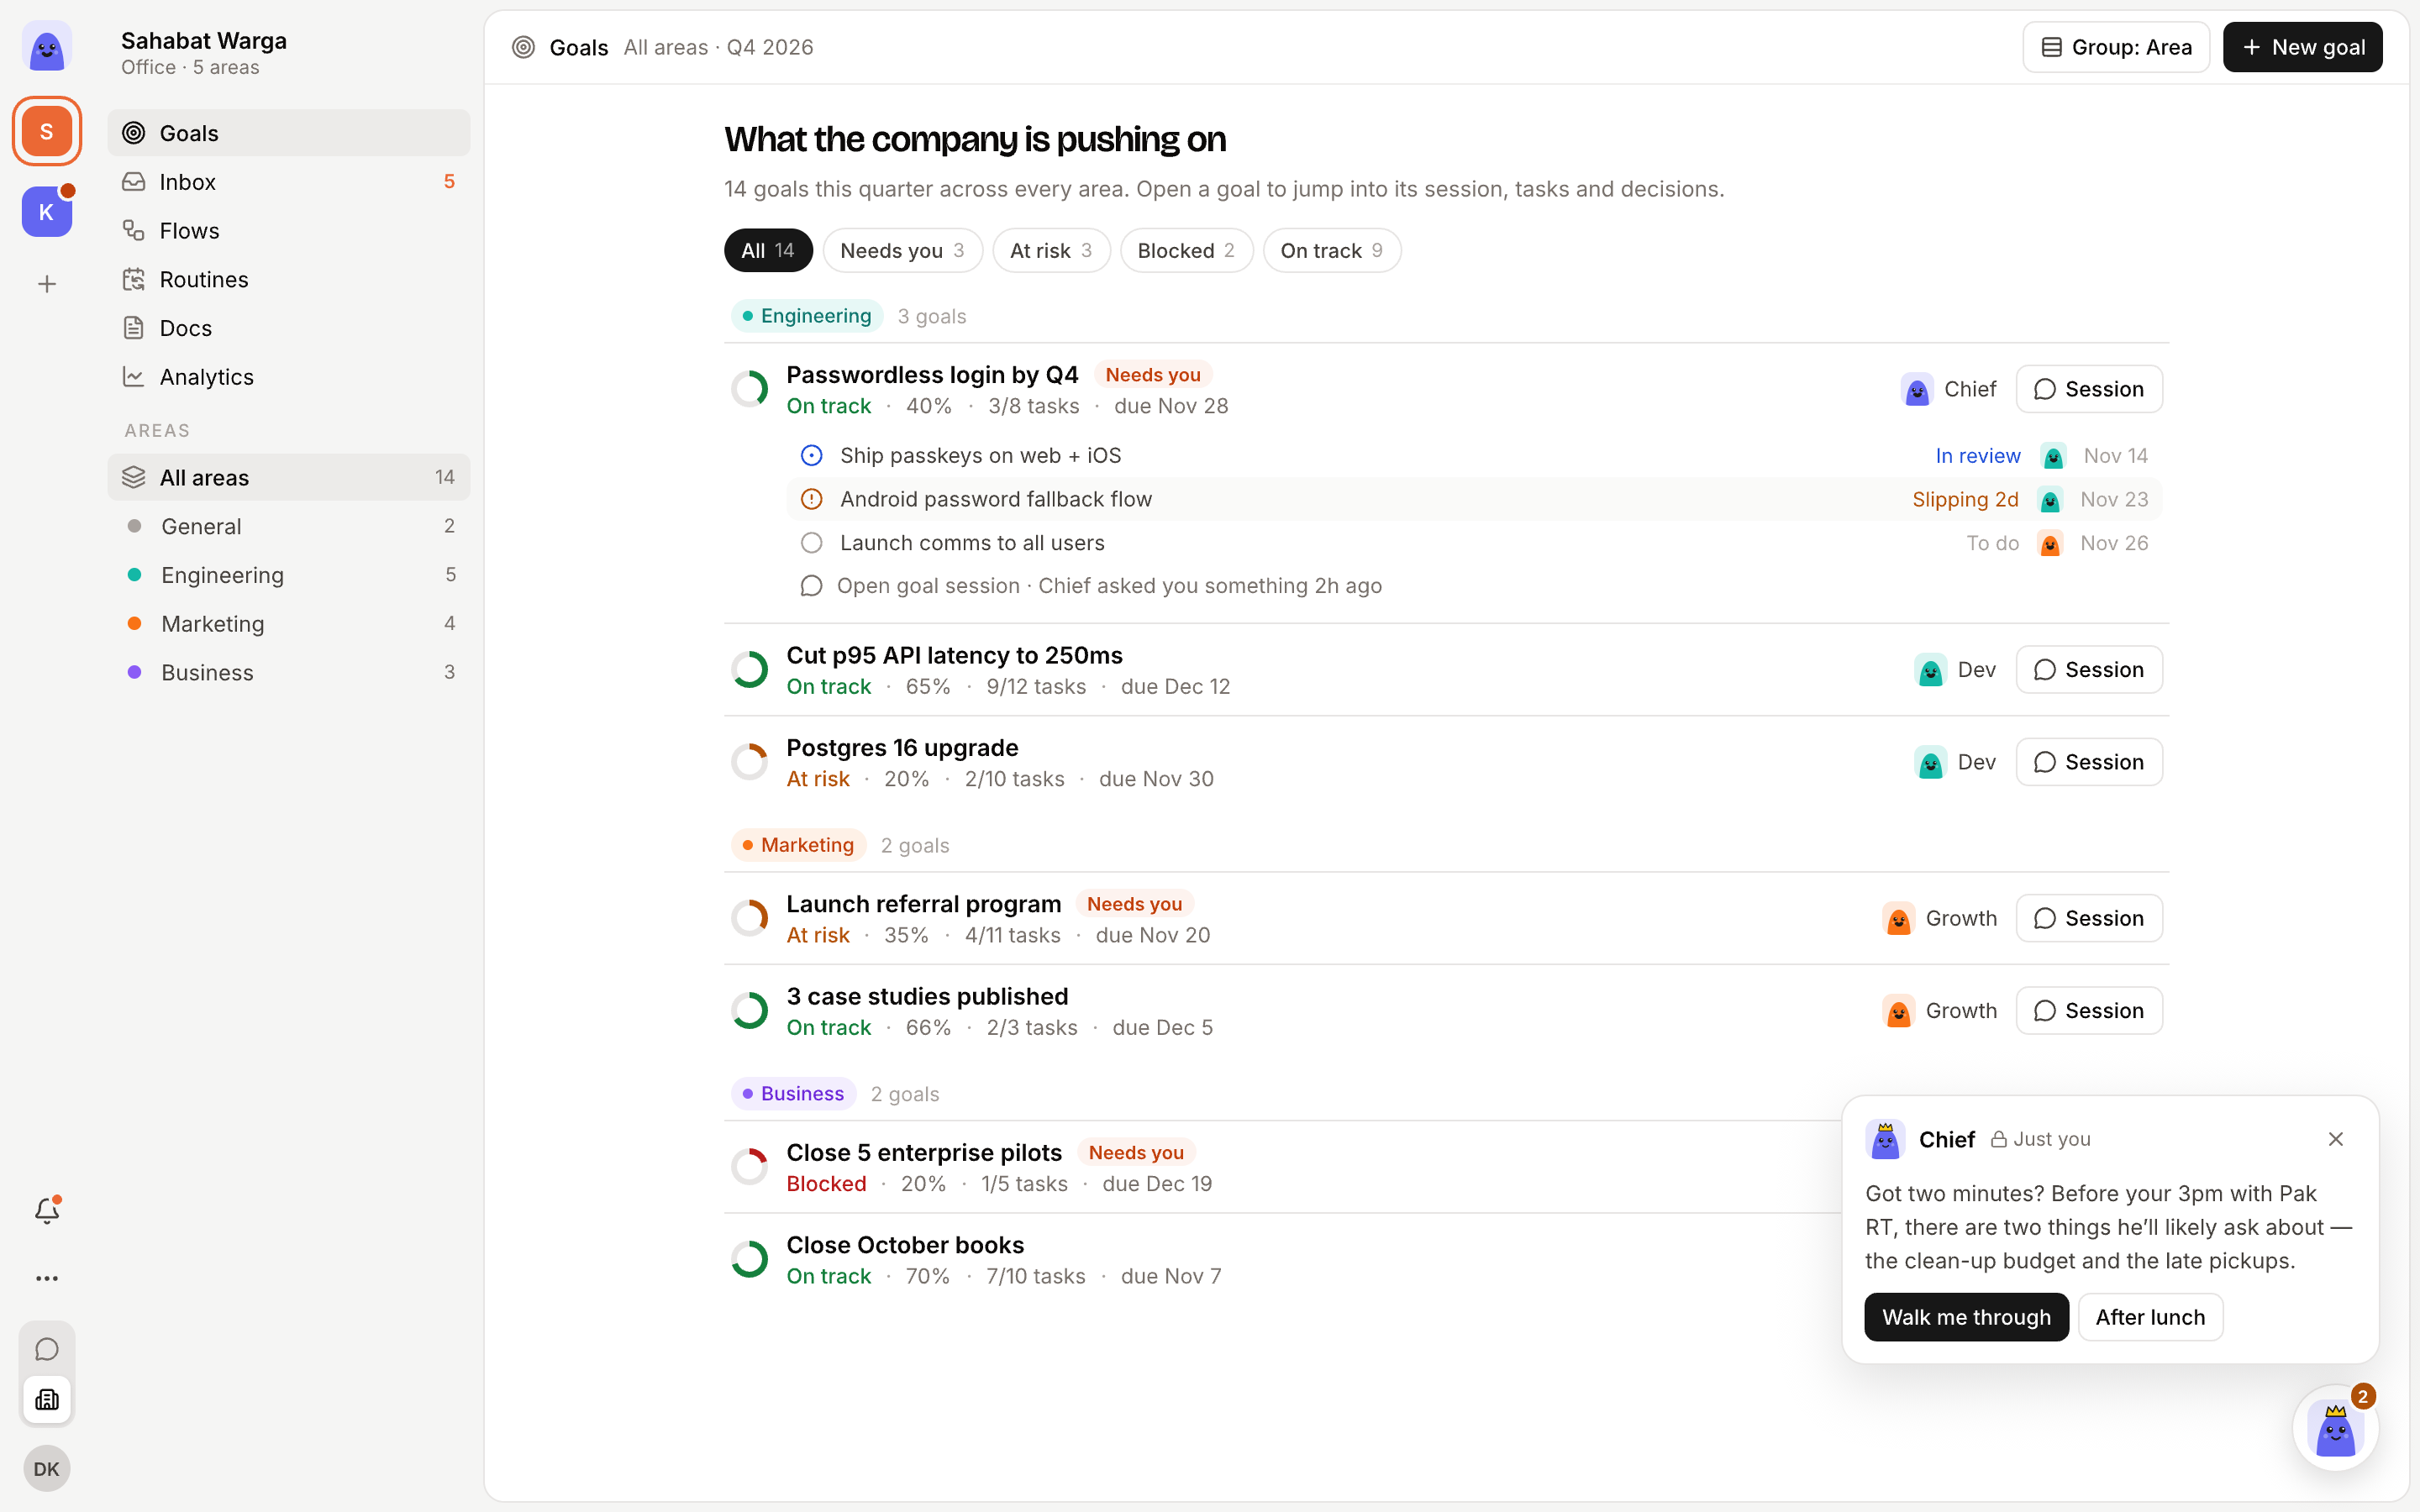 Sahabat Warga
Office · 5 areas
S
K
Goals
Inbox 5
Flows
Routines
Docs
Analytics
AREAS
All areas 14
General 2
Engineering 5
Marketing 4
Business 3
DK
Goals All areas · Q4 2026
Group: Area
New goal
What the company is pushing on
14 goals this quarter across every area. Open a goal to jump into its session, tasks and decisions.
All 14 Needs you 3 At risk 3 Blocked 2 On track 9
Engineering 3 goals
Passwordless login by Q4 Needs you
On track · 40% · 3/8 tasks · due Nov 28
Chief Session
Ship passkeys on web + iOS In review Nov 14
Android password fallback flow Slipping 2d Nov 23
Launch comms to all users To do Nov 26
Open goal session · Chief asked you something 2h ago
Cut p95 API latency to 250ms
On track · 65% · 9/12 tasks · due Dec 12
Dev Session
Postgres 16 upgrade
At risk · 20% · 2/10 tasks · due Nov 30
Dev Session
Marketing 2 goals
Launch referral program Needs you
At risk · 35% · 4/11 tasks · due Nov 20
Growth Session
3 case studies published
On track · 66% · 2/3 tasks · due Dec 5
Growth Session
Business 2 goals
Close 5 enterprise pilots Needs you
Blocked · 20% · 1/5 tasks · due Dec 19
Close October books
On track · 70% · 7/10 tasks · due Nov 7
Chief Just you
Got two minutes? Before your 3pm with Pak
RT, there are two things he’ll likely ask about —
the clean-up budget and the late pickups.
Walk me through After lunch
2